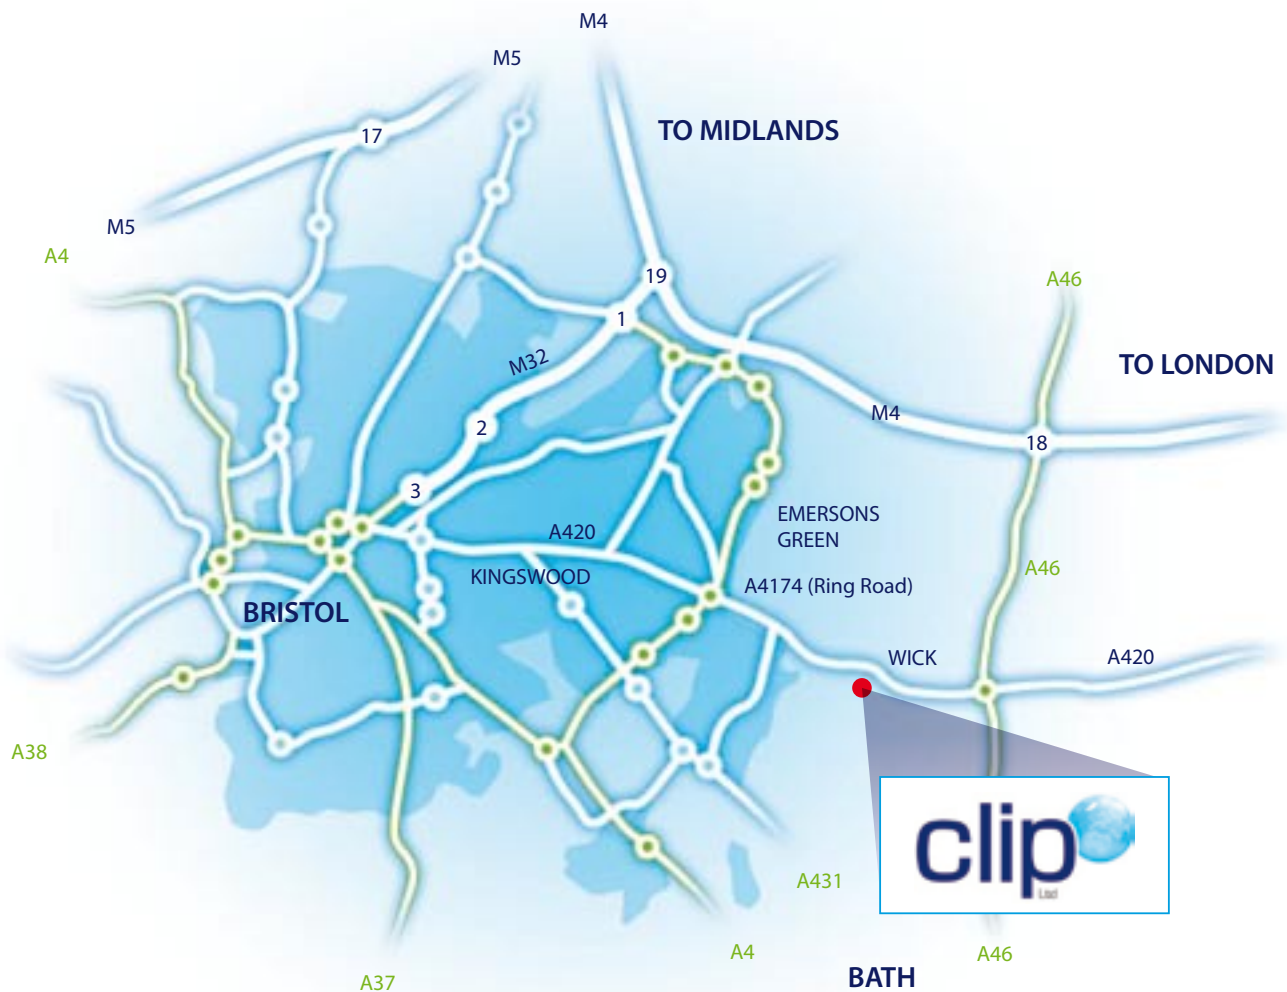 M4
M5
TO MIDLANDS
17
M5
A4
19
A46
1
M32
TO LONDON
M4
2
18
3
EMERSONS
GREEN
A420
A46
KINGSWOOD
A4174 (Ring Road)
BRISTOL
WICK
A420
A38
clip
Ltd
A431
A4
A46
A37
BATH